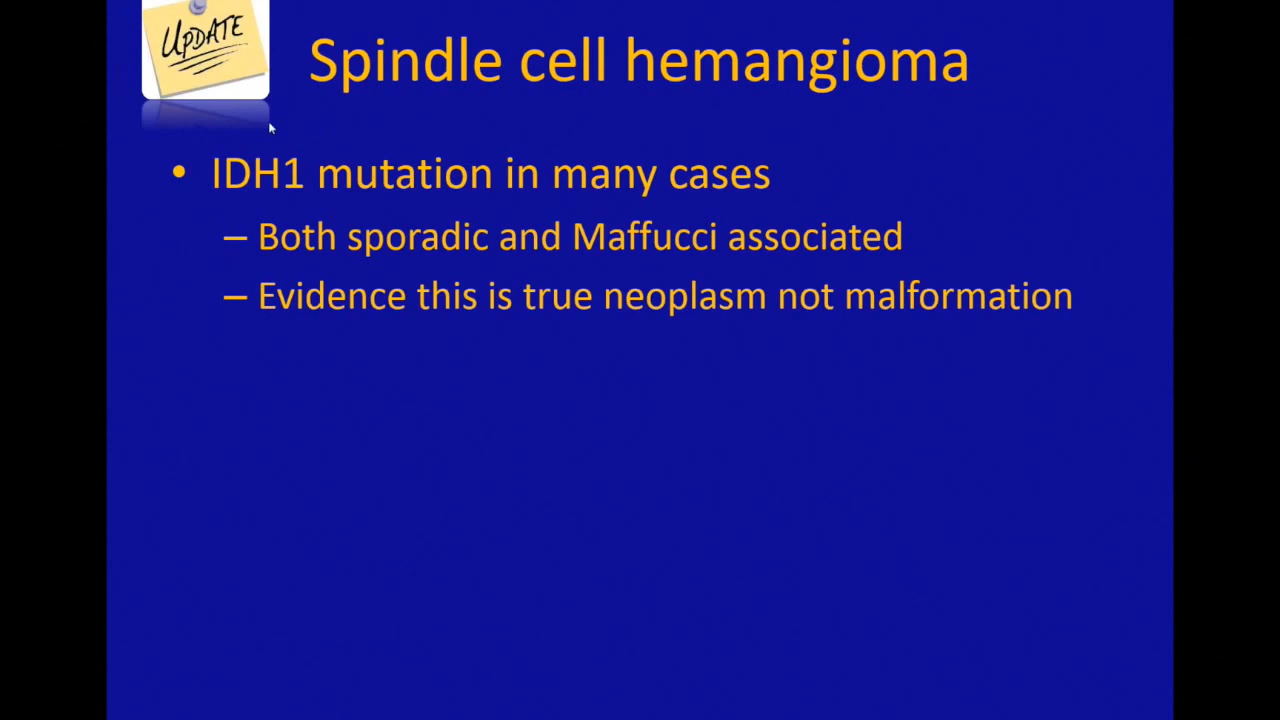 UPDATE
Spindle cell hemangioma
• IDH1 mutation in many cases
– Both sporadic and Maffucci associated
– Evidence this is true neoplasm not malformation